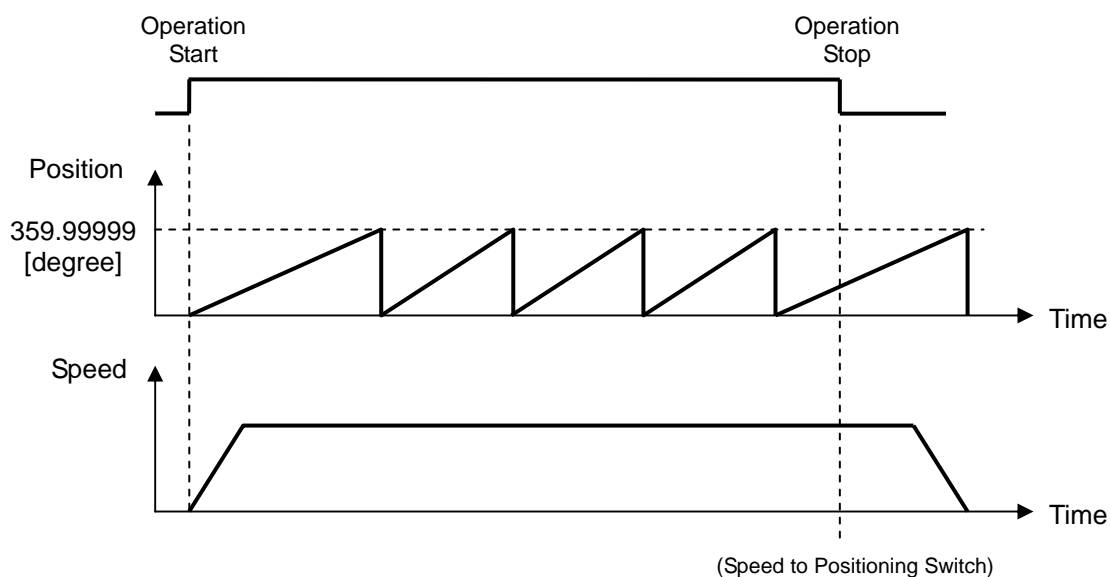 Operation
Start
Operation
Stop
Position
359.99999
[degree]
Time
Speed
Time
(Speed to Positioning Switch)